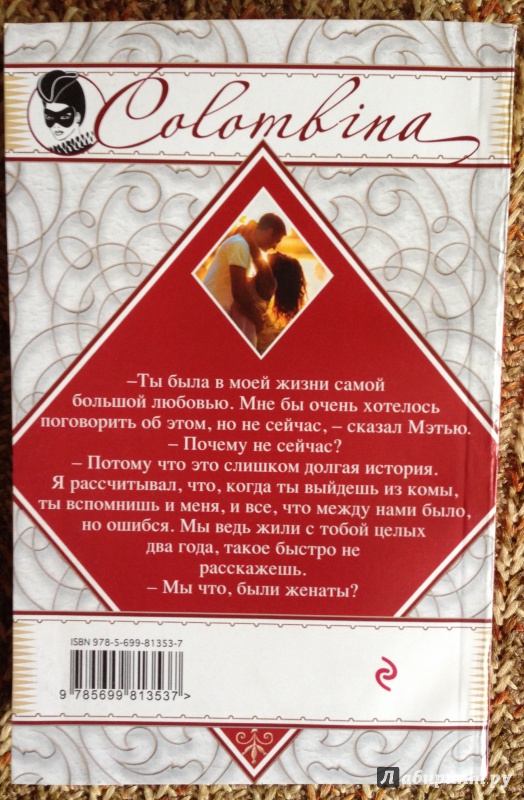 Colombina
–Ты была в моей жизни самой
большой любовью. Мне бы очень хотелось
поговорить об этом, но не сейчас, – сказал Мэтью.
– Почему не сейчас?
– Потому что это слишком долгая история.
Я рассчитывал, что, когда ты выйдешь из комы,
ты вспомнишь и меня, и все, что между нами было,
но ошибся. Мы ведь жили с тобой целых
два года, такое быстро не
расскажешь.
– Мы что, были женаты?
ISBN 978-5-699-81353-7
9 785699 813537>
Лабиринт.ру